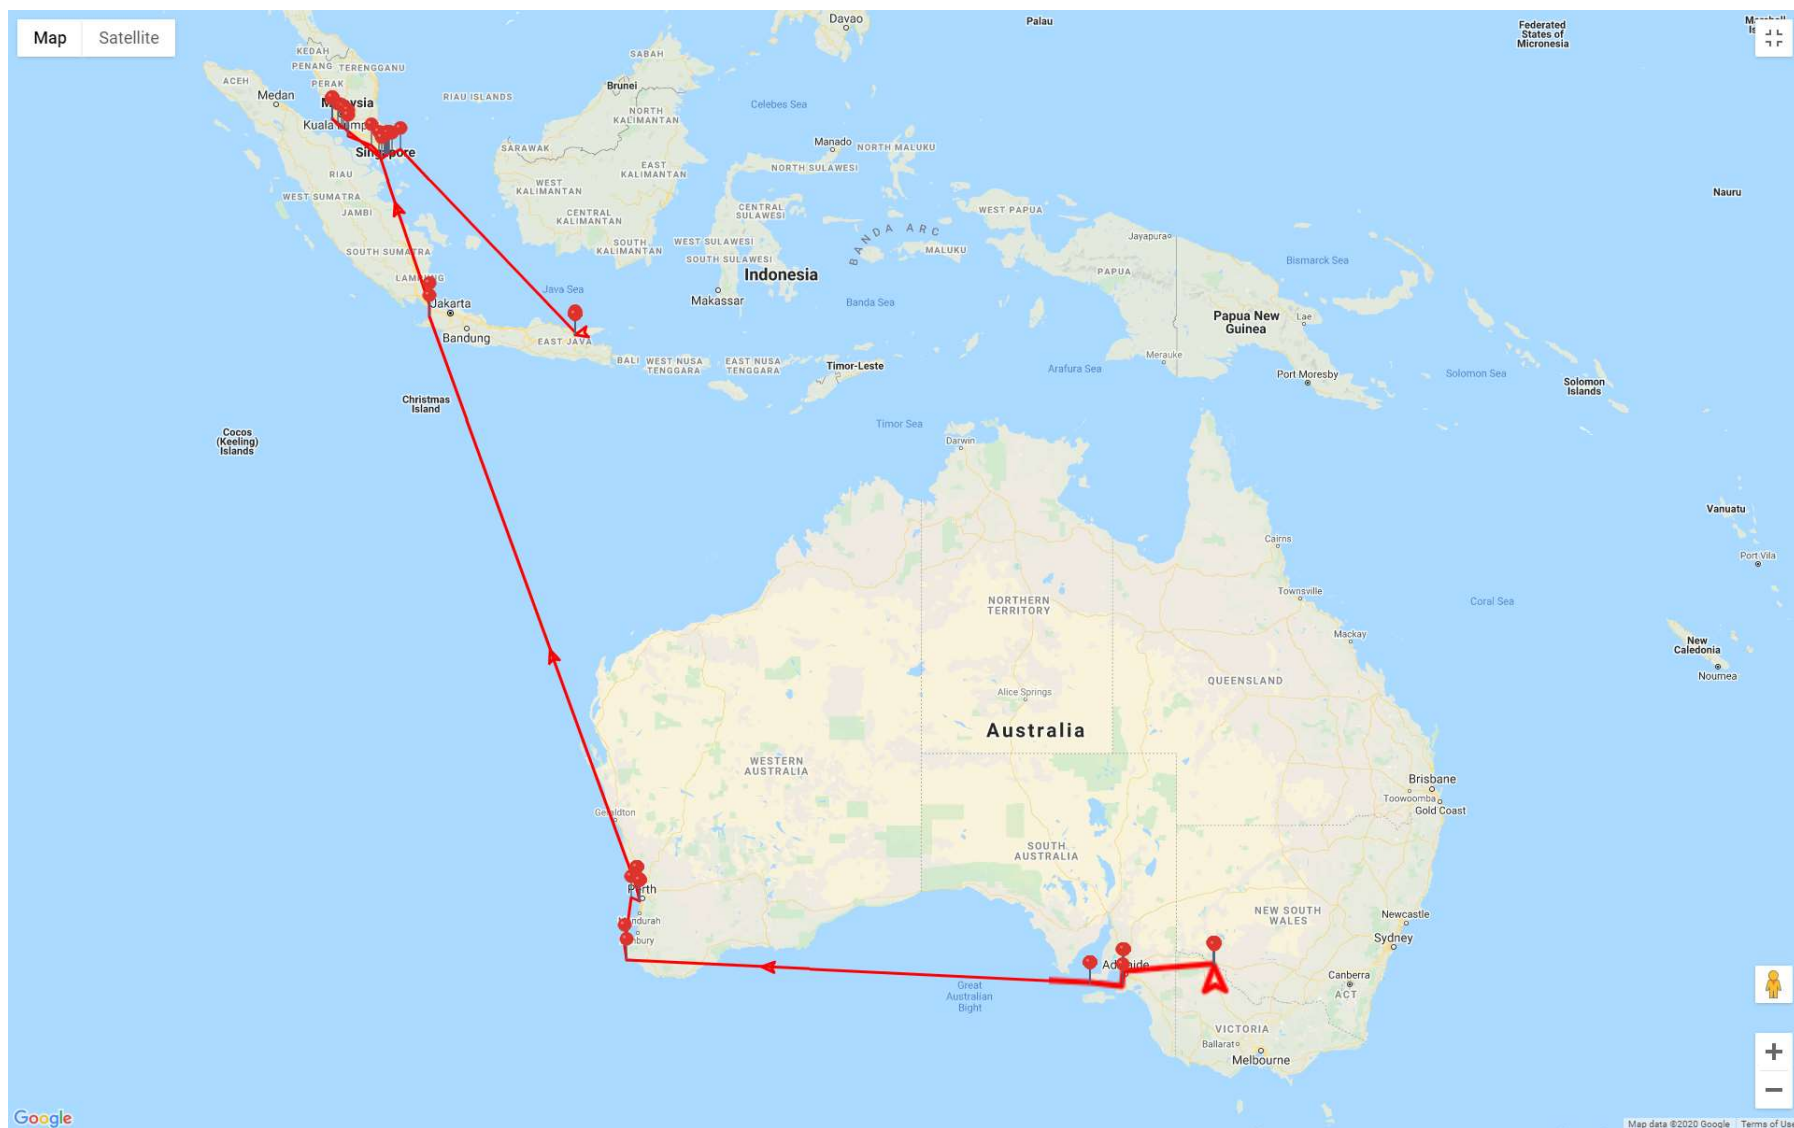 Map Satellite
Davao
Palau
Federated
States of
Micronesia
KEDAH
PENANG
TERENGGANU
PERAK
ACEH
Medan
SABAH
Brunei
RIAU ISLANDS
NORTH
KALIMANTAN
Celebes Sea
SARAWAK
Manado
NORTH MALUKU
RIAU
NORTH SULAWESI
EAST
KALIMANTAN
WEST
KALIMANTAN
WEST SUMATRA
JAMBI
CENTRAL
KALIMANTAN
CENTRAL
SULAWESI
WEST PAPUA
Nauru
BANDA ARC
SOUTH SUMATRA
SOUTH
KALIMANTAN
WEST SULAWESI
SOUTH SULAWESI
MALUKU
Jayapura
Indonesia
PAPUA
Bismarck Sea
Java Sea
Makassar
Banda Sea
Jakarta
Bandung
EAST JAVA
Papua New
Guinea
Lae
BALI
WEST NUSA
TENGGARA
EAST NUSA
TENGGARA
Timor-Leste
Arafura Sea
Merauke
Port Moresby
Solomon Sea
Solomon
Islands
Christmas
Island
Cocos
(Keeling)
Islands
Timor Sea
Darwin
Vanuatu
Port Vila
Cairns
NORTHERN
TERRITORY
Townsville
Coral Sea
Mackay
New
Caledonia
Noumea
QUEENSLAND
Alice Springs
Australia
WESTERN
AUSTRALIA
Brisbane
Toowoomba
Gold Coast
SOUTH
AUSTRALIA
Perth
NEW SOUTH
WALES
Newcastle
Sydney
Canberra
ACT
Great
Australian
Bight
VICTORIA
Ballarat
Melbourne
Google
Map data ©2020 Google Terms of Use